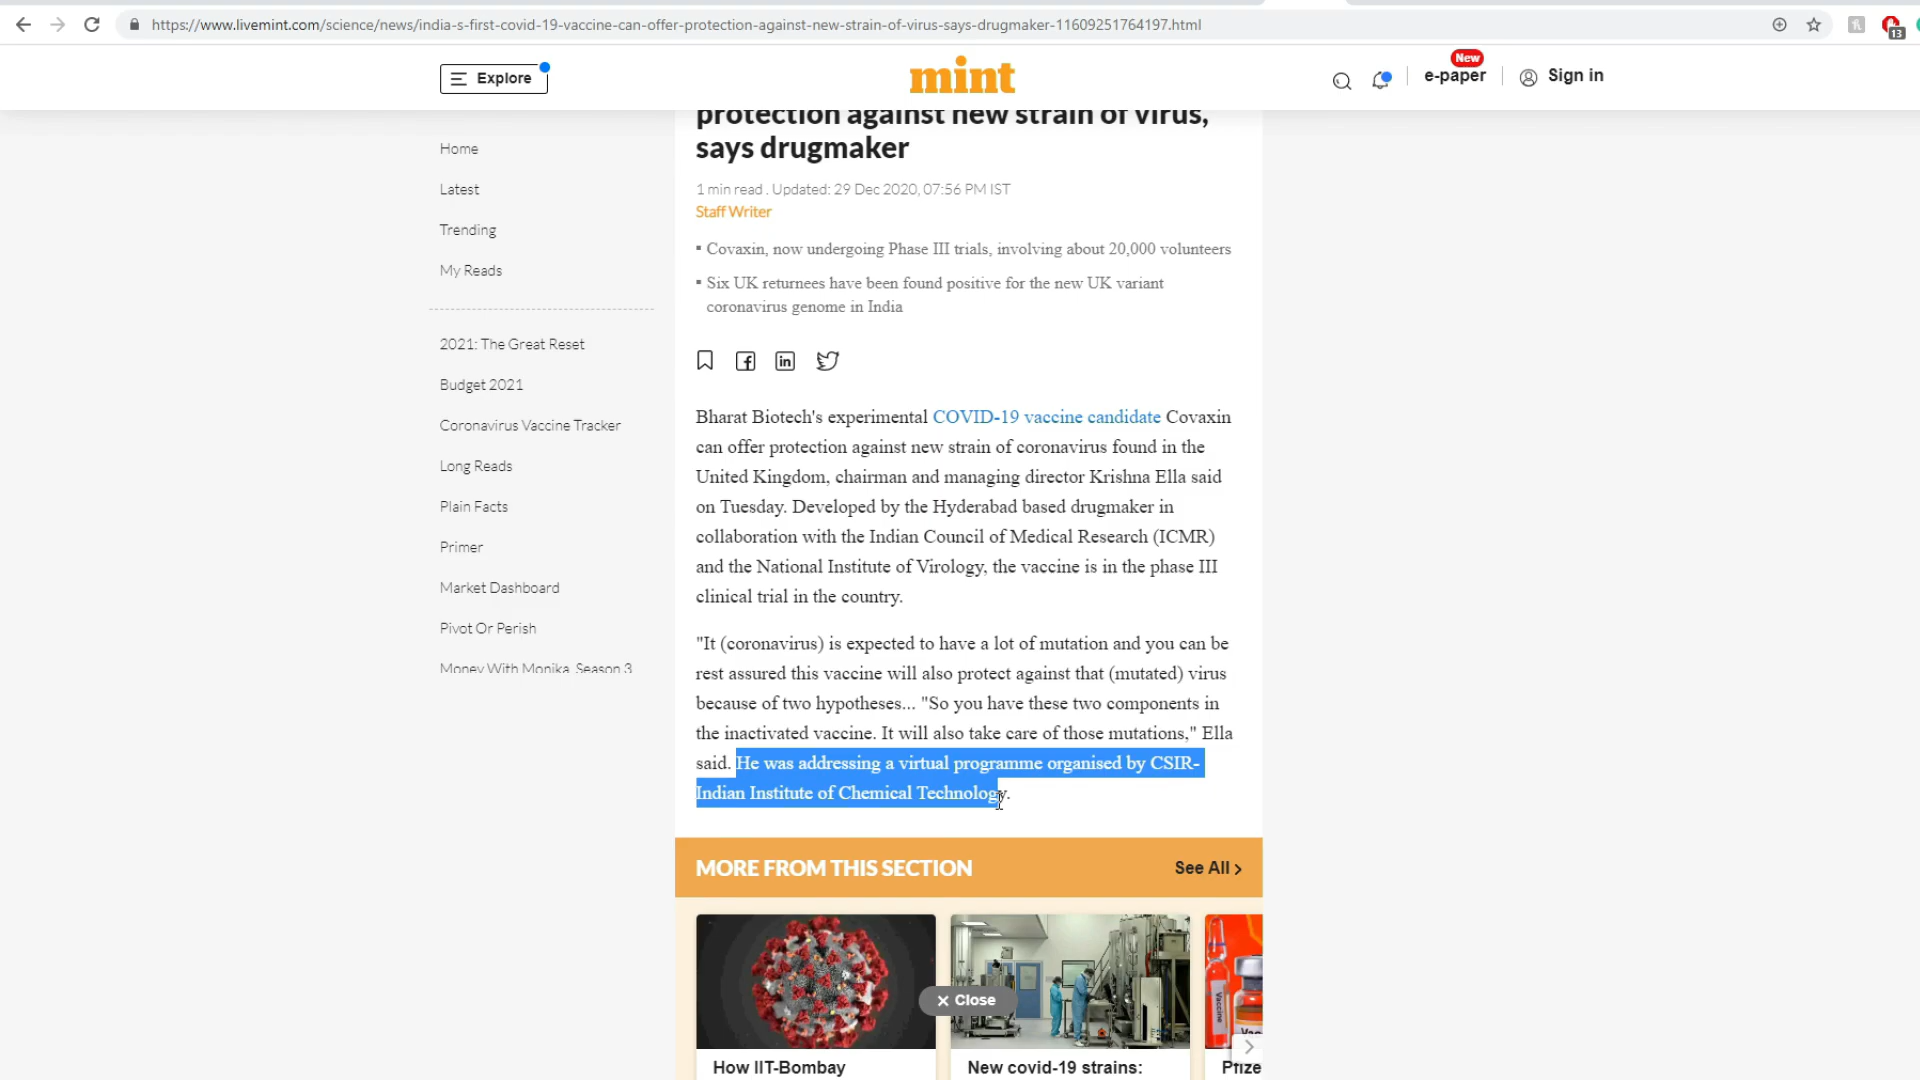 https://www.livemint.com/science/news/india-s-first-covid-19-vaccine-can-offer-protection-against-new-strain-of-virus-says-drugmaker-11609251764197.html
13
Explore
mint
New
e-paper
Sign in
protection against new strain of virus,
says drugmaker
1 min read . Updated: 29 Dec 2020, 07:56 PM IST
Staff Writer
Covaxin, now undergoing Phase III trials, involving about 20,000 volunteers
Six UK returnees have been found positive for the new UK variant
coronavirus genome in India
Home
Latest
Trending
My Reads
2021: The Great Reset
Budget 2021
Coronavirus Vaccine Tracker
Long Reads
Plain Facts
Primer
Market Dashboard
Pivot Or Perish
Money With Monika Season 3
Bharat Biotech's experimental COVID-19 vaccine candidate Covaxin
can offer protection against new strain of coronavirus found in the
United Kingdom, chairman and managing director Krishna Ella said
on Tuesday. Developed by the Hyderabad based drugmaker in
collaboration with the Indian Council of Medical Research (ICMR)
and the National Institute of Virology, the vaccine is in the phase III
clinical trial in the country.
"It (coronavirus) is expected to have a lot of mutation and you can be
rest assured this vaccine will also protect against that (mutated) virus
because of two hypotheses... "So you have these two components in
the inactivated vaccine. It will also take care of those mutations," Ella
said. He was addressing a virtual programme organised by CSIR-
Indian Institute of Chemical Technology.
MORE FROM THIS SECTION
See All
Vaccine
Close
How IIT-Bombay
New covid-19 strains:
Pfize